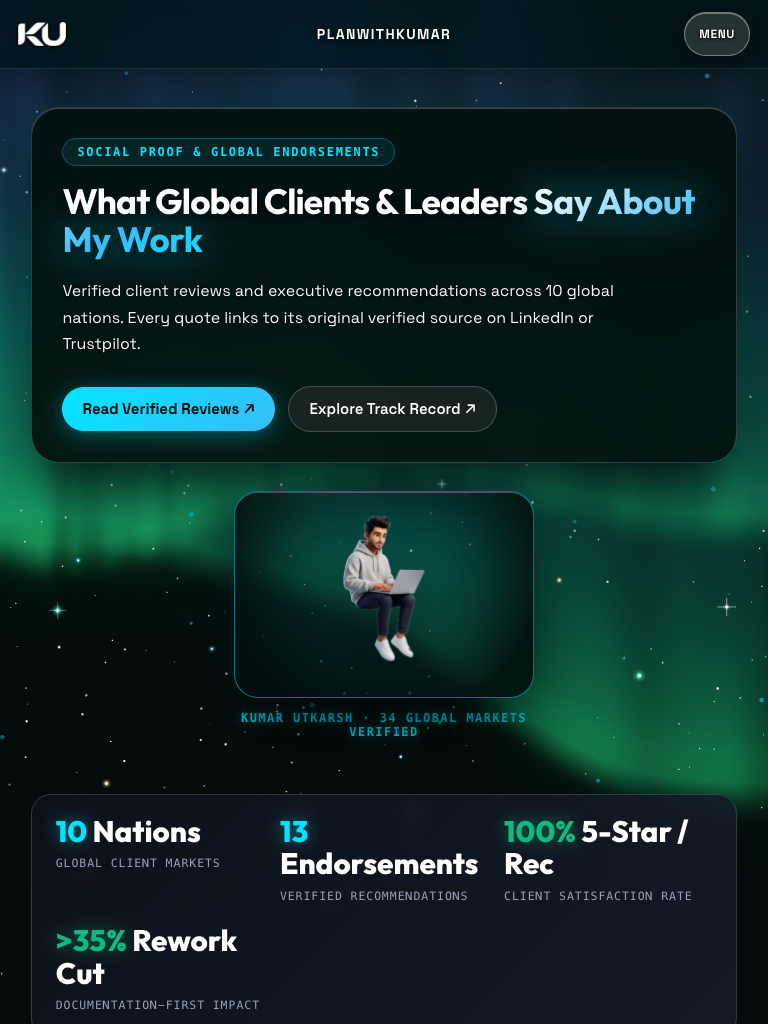 KU
PLANWITHKUMAR
MENU
SOCIAL PROOF & GLOBAL ENDORSEMENTS
What Global Clients & Leaders Say About
My Work
Verified client reviews and executive recommendations across 10 global
nations. Every quote links to its original verified source on LinkedIn or
Trustpilot.
Read Verified Reviews ↗
Explore Track Record ↗
KUMAR UTKARSH · 34 GLOBAL MARKETS
VERIFIED
10 Nations
GLOBAL CLIENT MARKETS
13
Endorsements
VERIFIED RECOMMENDATIONS
100% 5-Star /
Rec
CLIENT SATISFACTION RATE
>35% Rework
Cut
DOCUMENTATION-FIRST IMPACT